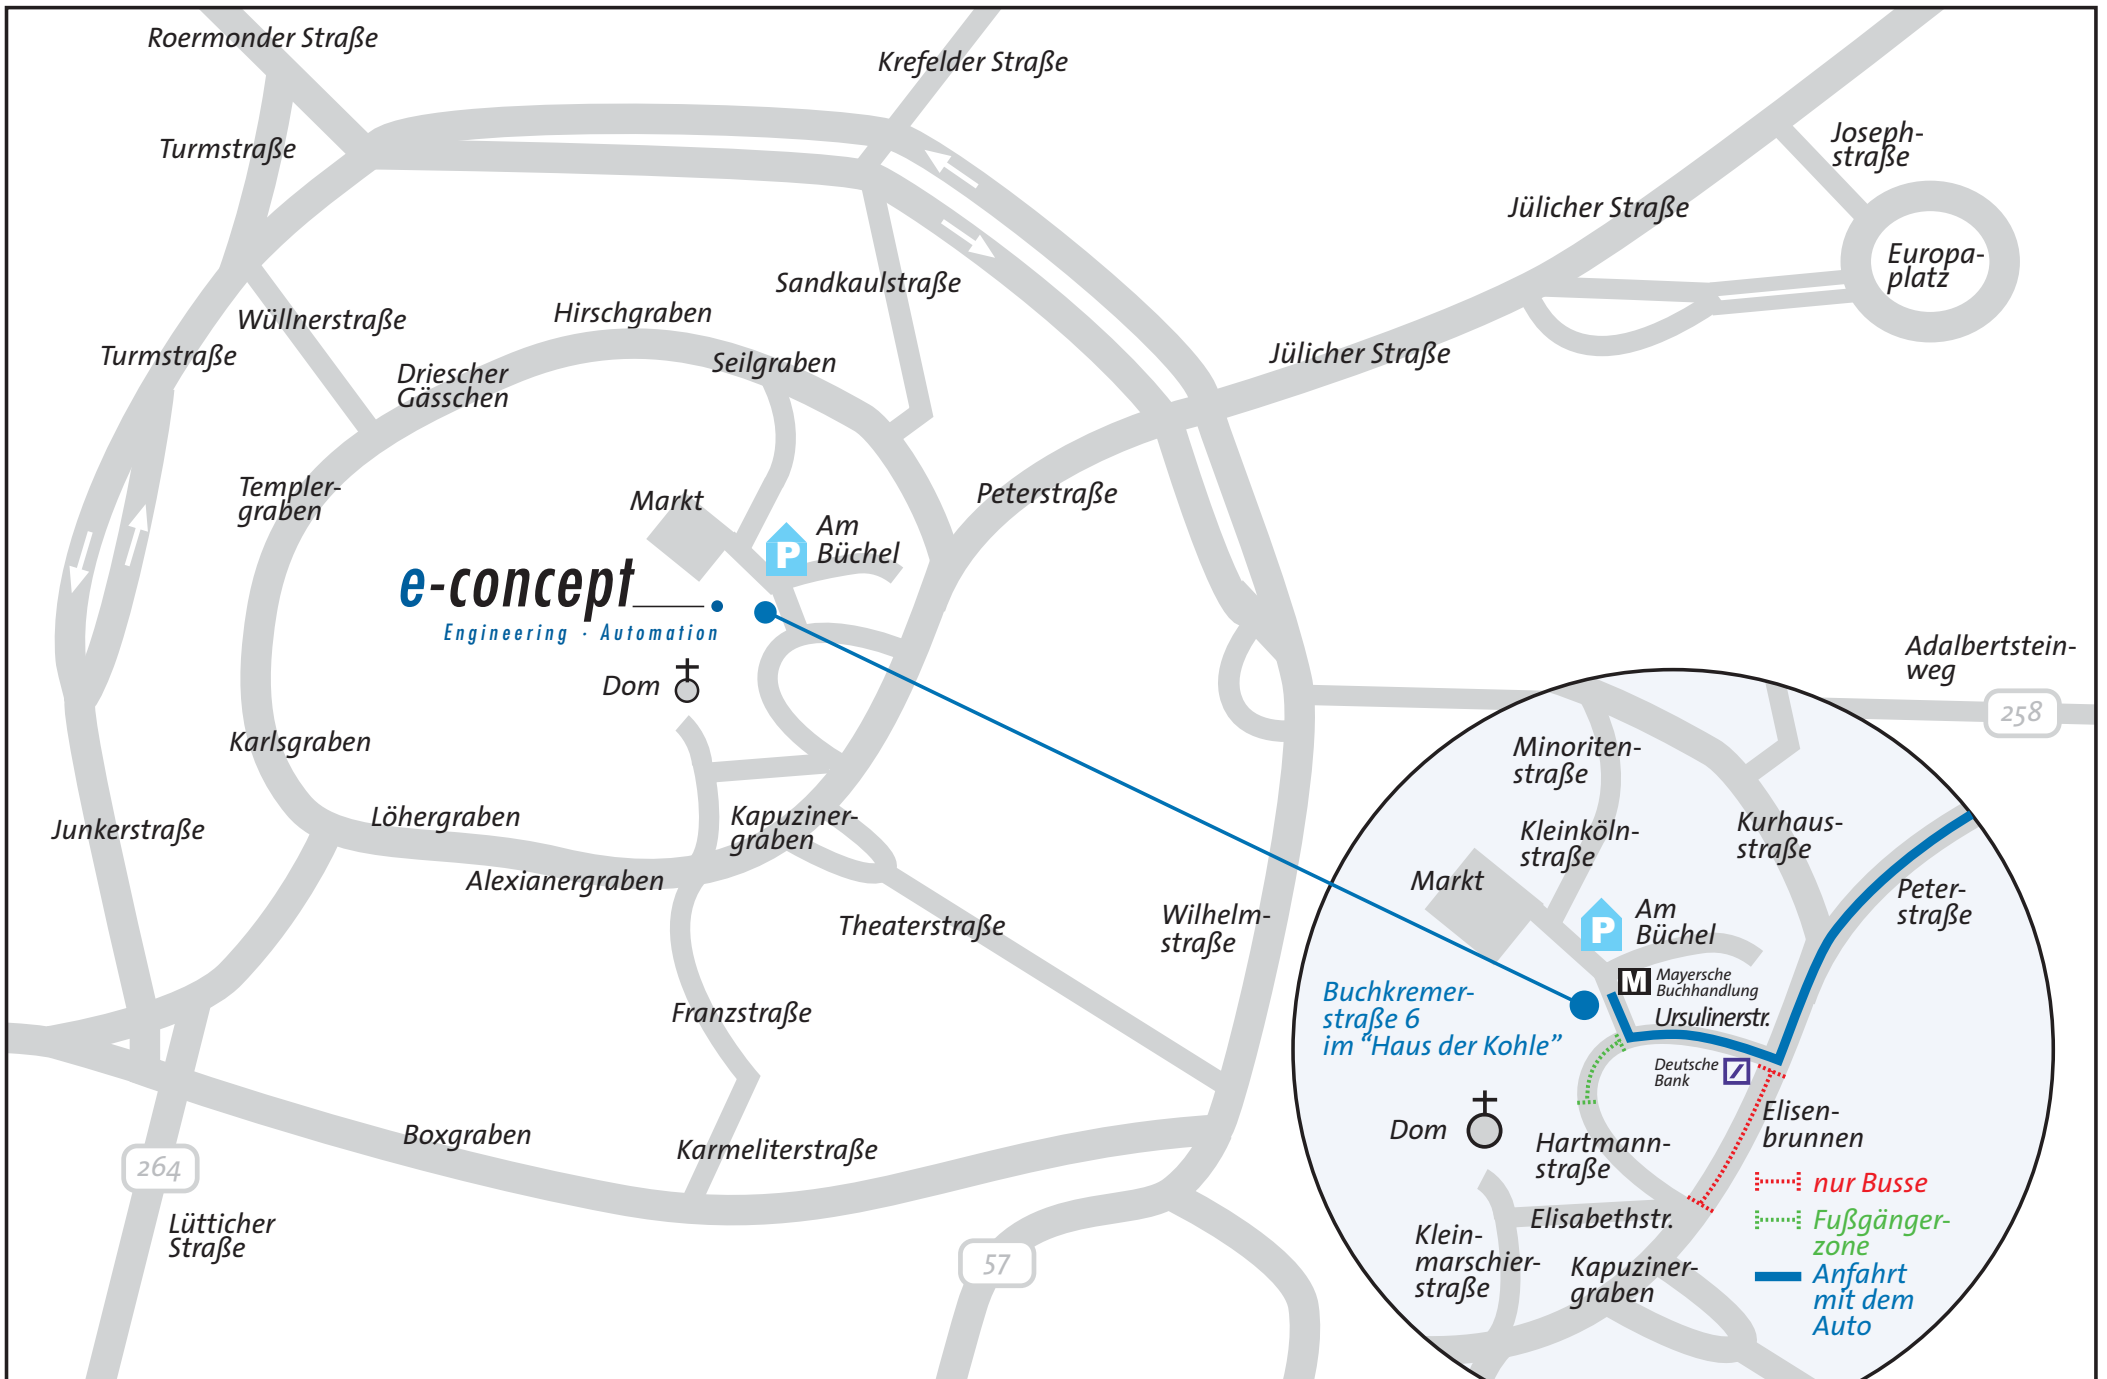 Roermonder Straße
Krefelder Straße
Turmstraße
Joseph-
straße
Jülicher Straße
Europa-
platz
Sandkaulstraße
Wüllnerstraße
Hirschgraben
Turmstraße
Driescher
Gässchen
Seilgraben
Jülicher Straße
Templer-
graben
Markt
Peterstraße
P
Am
Büchel
e-concept
Engineering · Automation
Dom
Adalbertstein-
weg
258
Karlsgraben
Junkerstraße
Löhergraben
Kapuziner-
graben
Alexianergraben
Theaterstraße
Wilhelm-
straße
Franzstraße
Boxgraben
Karmeliterstraße
264
Lütticher
Straße
57
Minoriten-
straße
Kleinköln-
straße
Kurhaus-
straße
Markt
Peter-
straße
P
Am
Büchel
M
Mayersche
Buchhandlung
Buchkremer-
straße 6
im “Haus der Kohle”
Ursulinerstr.
Deutsche
Bank
Dom
Elisen-
brunnen
Hartmann-
straße
Elisabethstr.
Klein-
marschier-
straße
Kapuziner-
graben
nur Busse
Fußgänger-
zone
Anfahrt
mit dem
Auto